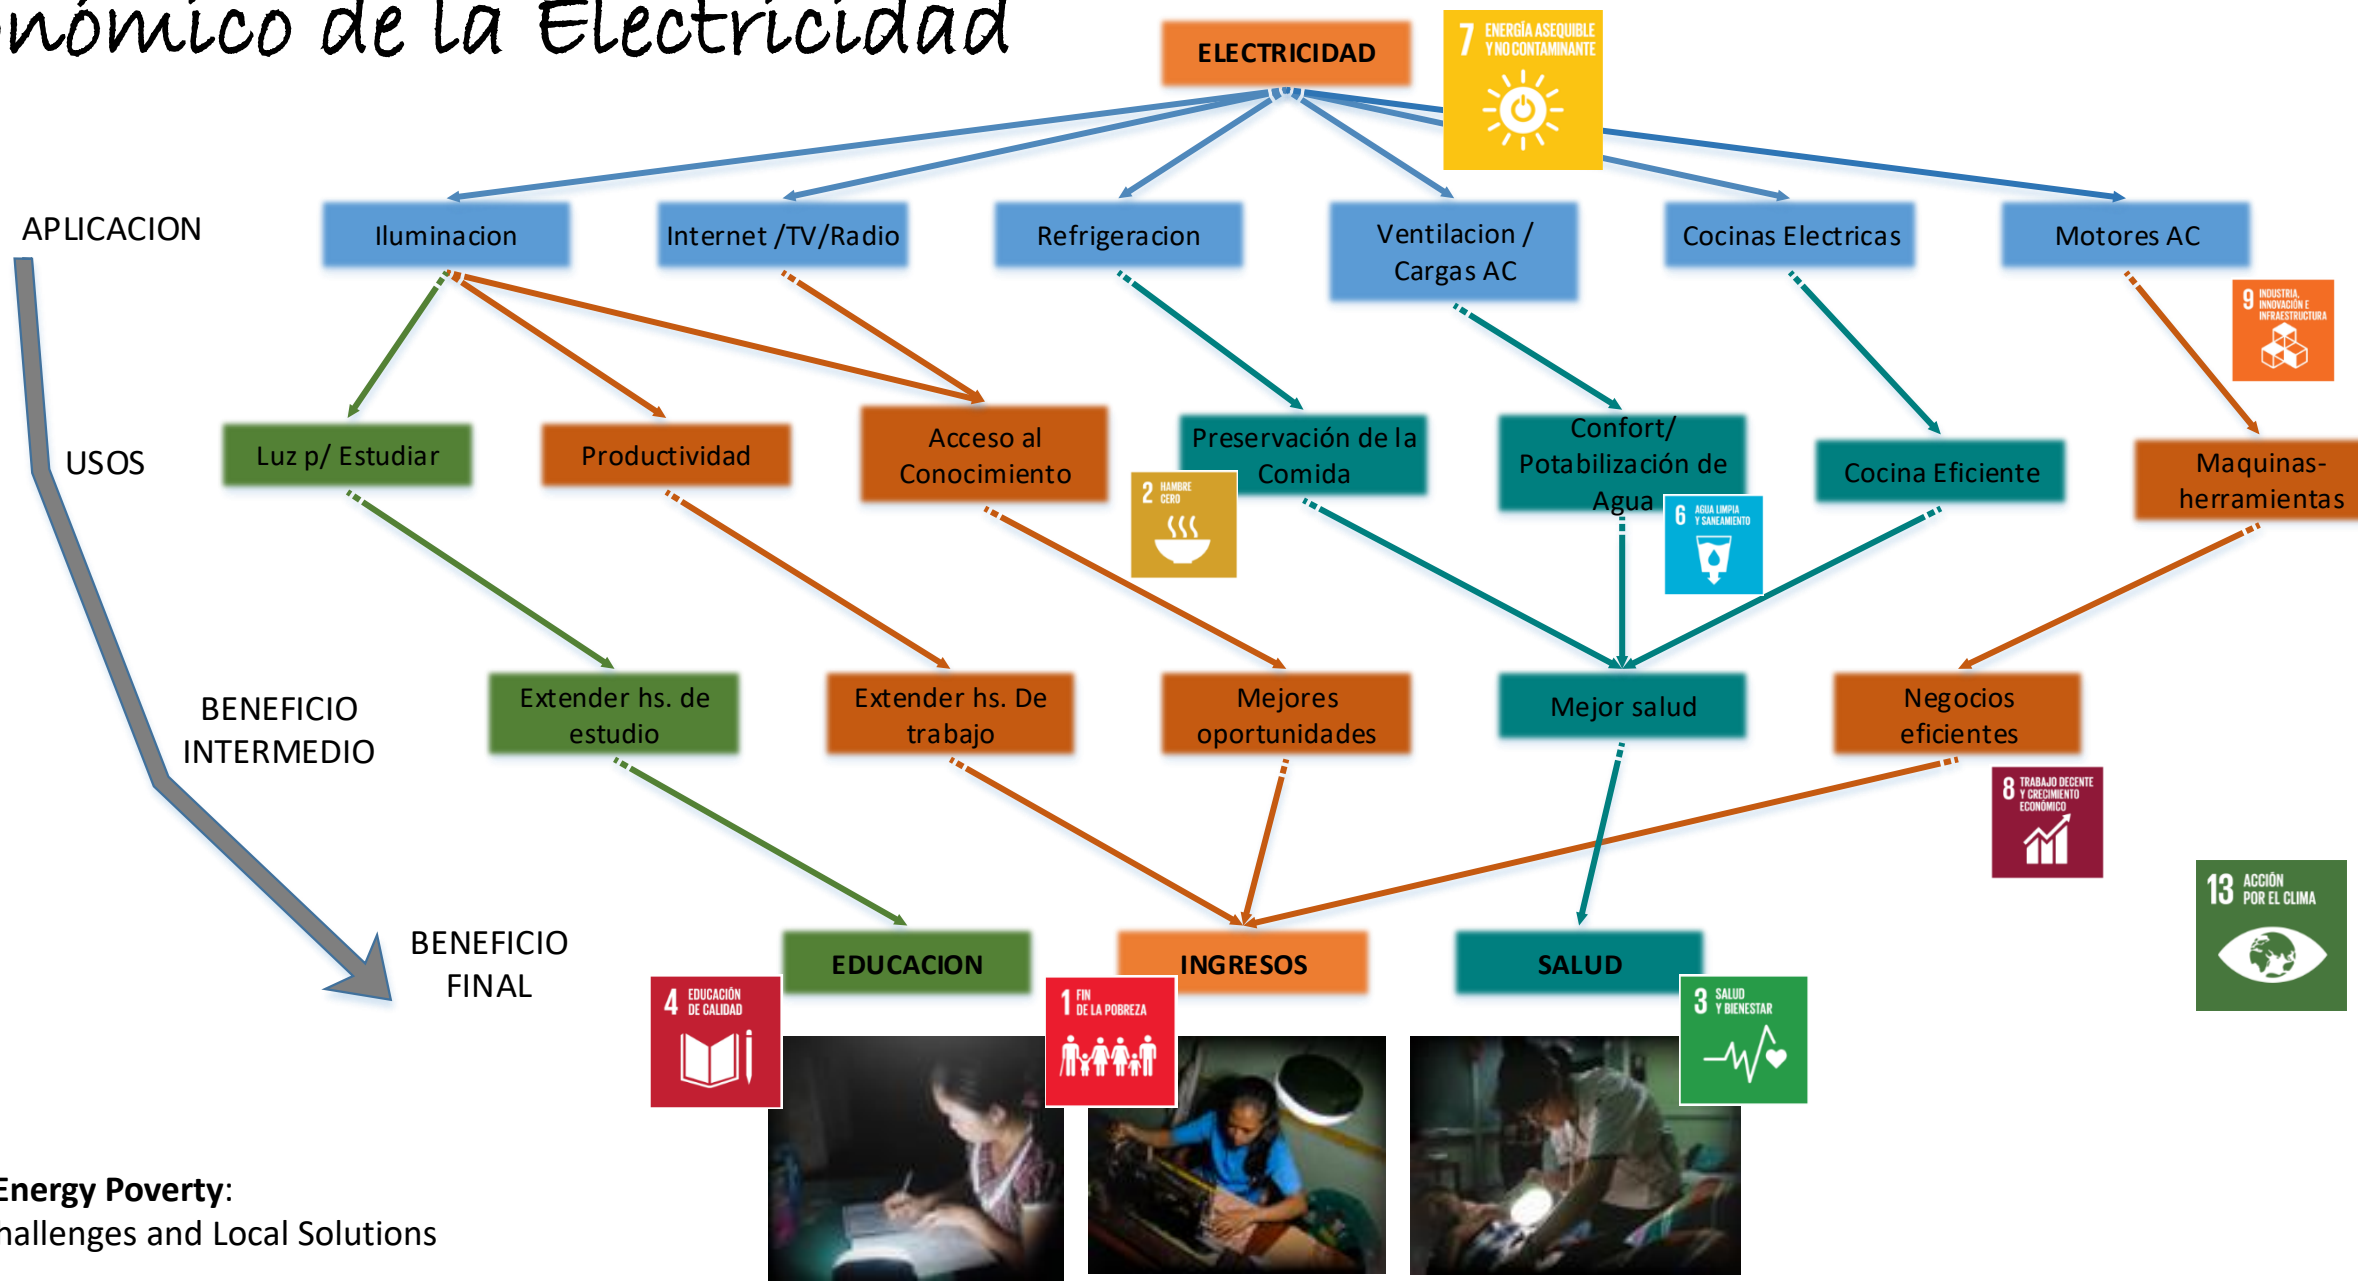 onómico de la Electricidad
ELECTRICIDAD
7 ENERGÍA ASEQUIBLE
Y NO CONTAMINANTE
APLICACION
Iluminacion
Internet /TV/Radio
Refrigeracion
Ventilacion /
Cargas AC
Cocinas Electricas
Motores AC
9 INDUSTRIA,
INNOVACIÓN E
INFRAESTRUCTURA
USOS
Luz p/ Estudiar
Productividad
Acceso al
Conocimiento
Preservación de la
Comida
Confort/
Potabilización de
Agua
Cocina Eficiente
Maquinas-
herramientas
2 HAMBRE
CERO
6 AGUA LIMPIA
Y SANEAMIENTO
BENEFICIO
INTERMEDIO
Extender hs. de
estudio
Extender hs. De
trabajo
Mejores
oportunidades
Mejor salud
Negocios
eficientes
8 TRABAJO DECENTE
Y CRECIMIENTO
ECONÓMICO
13 ACCIÓN
POR EL CLIMA
BENEFICIO
FINAL
EDUCACION
INGRESOS
SALUD
4 EDUCACIÓN
DE CALIDAD
1 FIN
DE LA POBREZA
3 SALUD
Y BIENESTAR
Energy Poverty:
hallenges and Local Solutions